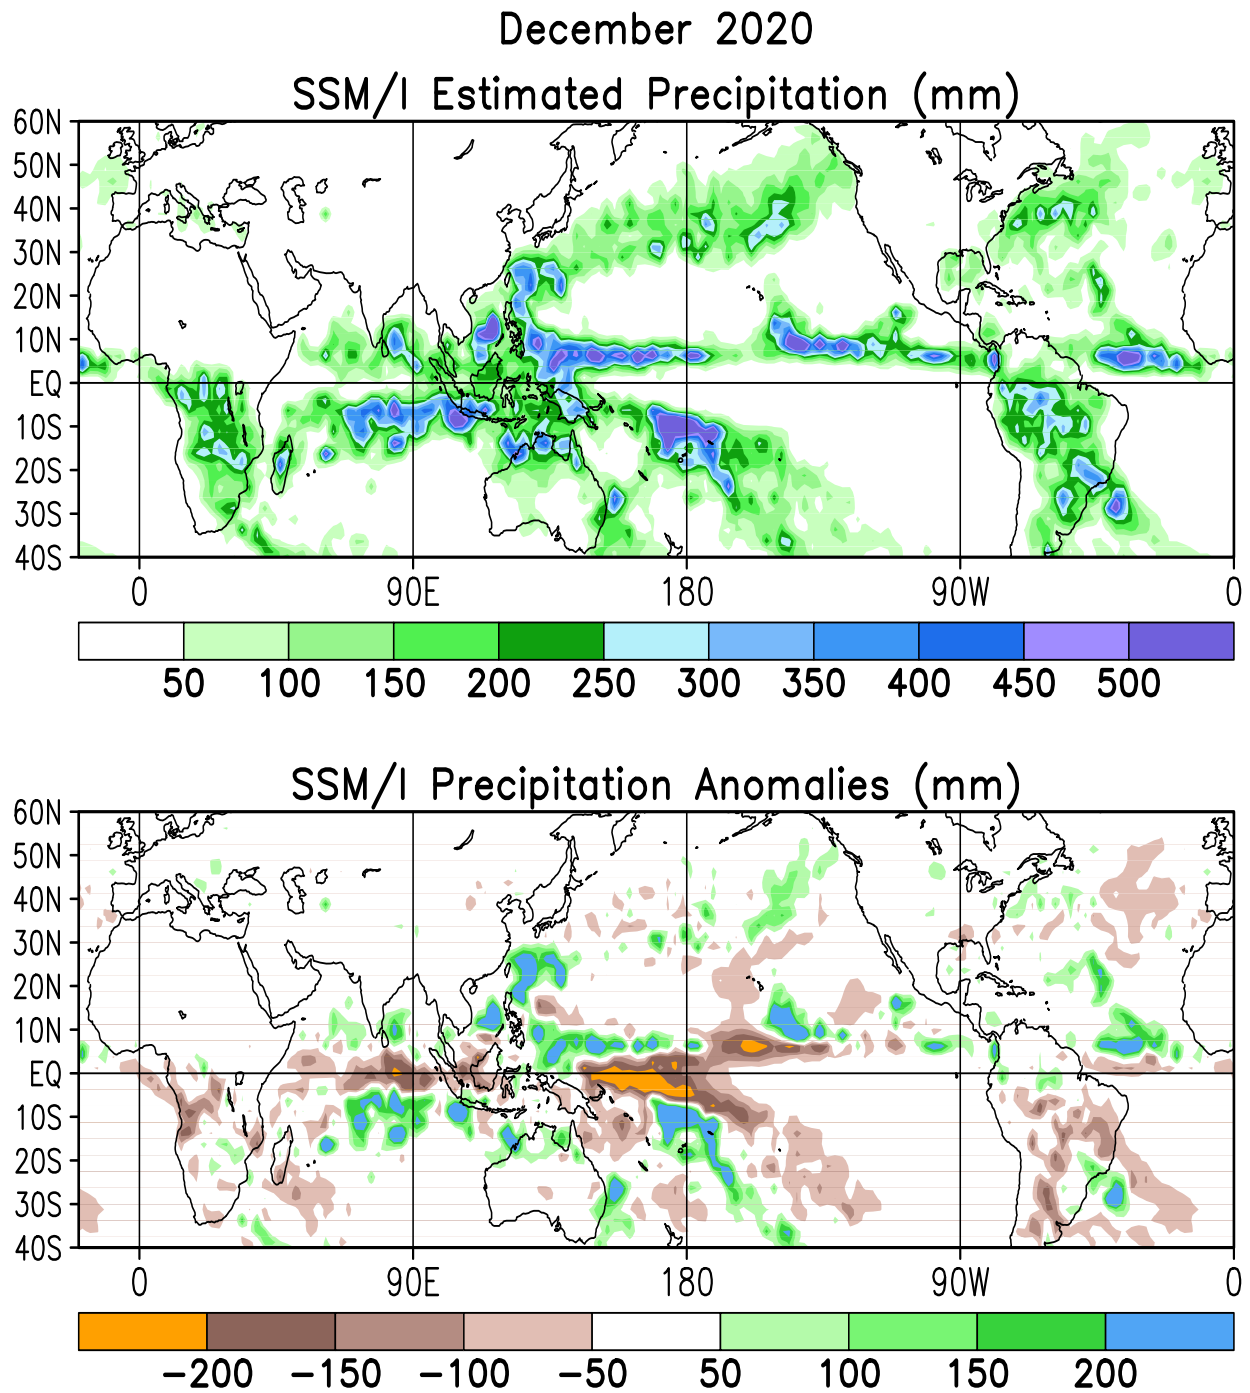 December 2020
SSM/I Estimated Precipitation (mm)
60N
50N
40N
30N
20N
10N
EQ
10S
20S
30S
40S
0 90E 180 90W 0
50 100 150 200 250 300 350 400 450 500
SSM/I Precipitation Anomalies (mm)
60N
50N
40N
30N
20N
10N
EQ
10S
20S
30S
40S
0 90E 180 90W 0
−200 −150 −100 −50 50 100 150 200